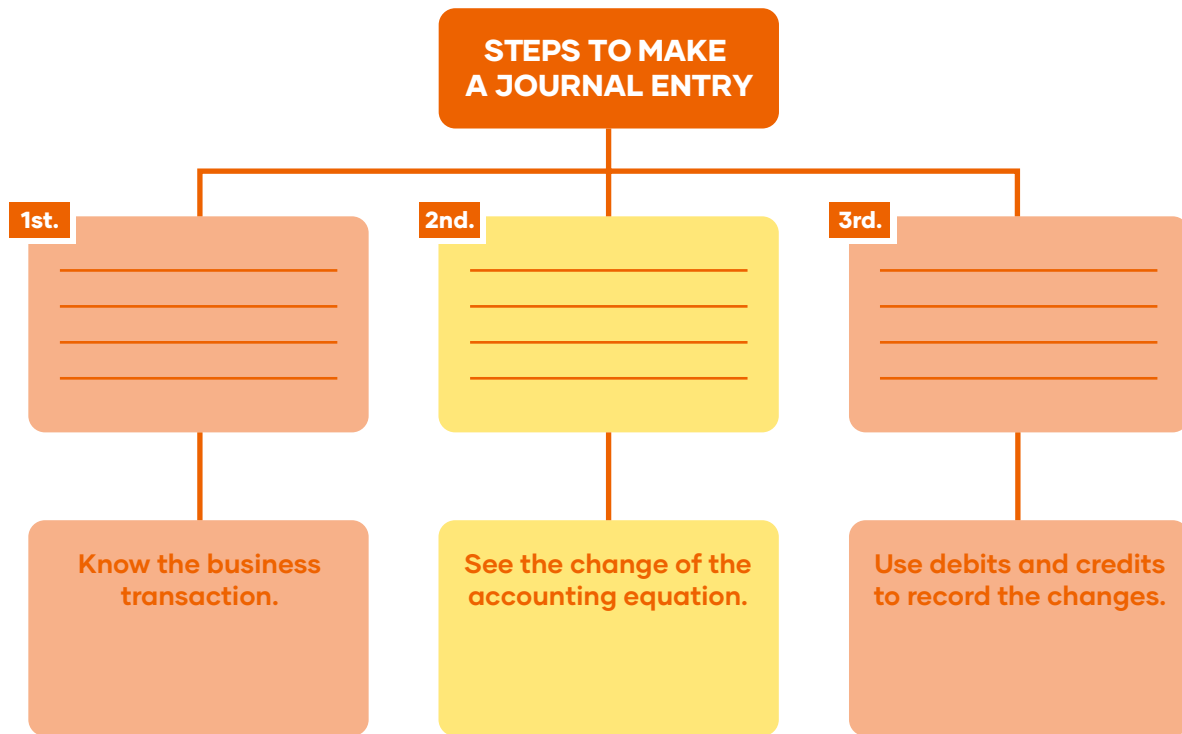 STEPS TO MAKE
A JOURNAL ENTRY
1st.
2nd.
3rd.
Know the business
transaction.
See the change of the
accounting equation.
Use debits and credits
to record the changes.